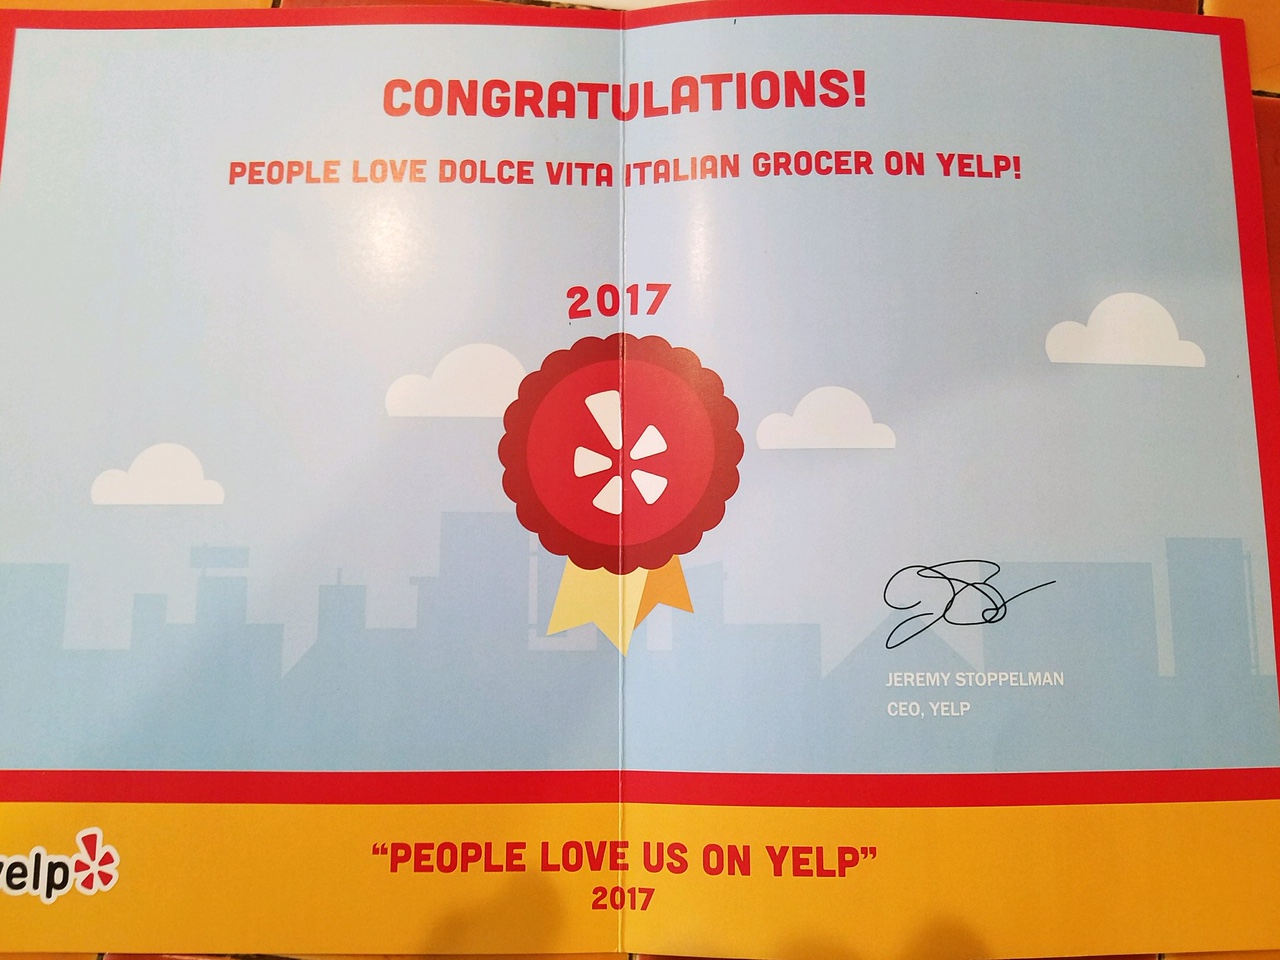 CONGRATULATIONS!
PEOPLE LOVE DOLCE VITA ITALIAN GROCER ON YELP!
2017
JEREMY STOPPELMAN
CEO, YELP
yelp
“PEOPLE LOVE US ON YELP”
2017